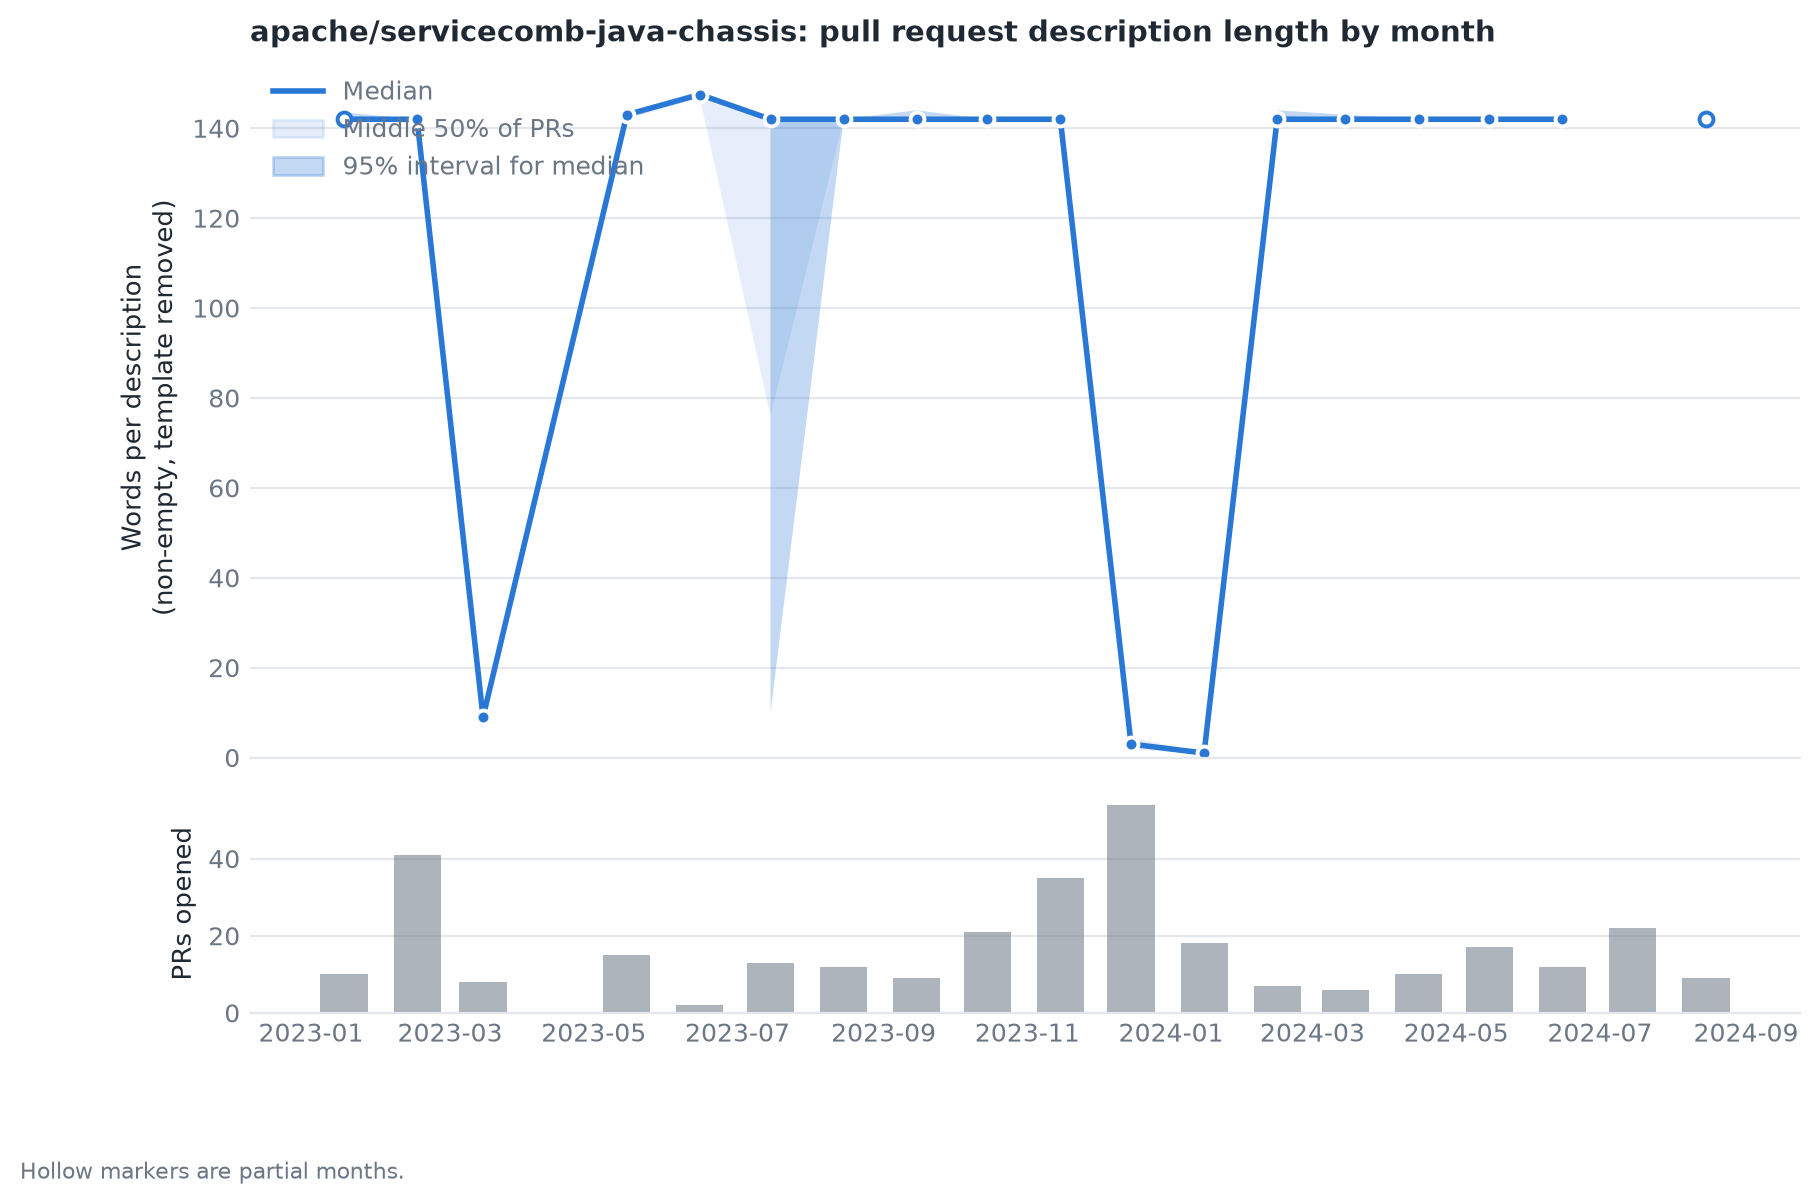 apache/servicecomb-java-chassis: pull request description length by month
Median
Middle 50% of PRs
95% interval for median
Words per description
(non-empty, template removed)
140
120
100
80
60
40
20
0
PRs opened
40
20
0
2023-01
2023-03
2023-05
2023-07
2023-09
2023-11
2024-01
2024-03
2024-05
2024-07
2024-09
Hollow markers are partial months.